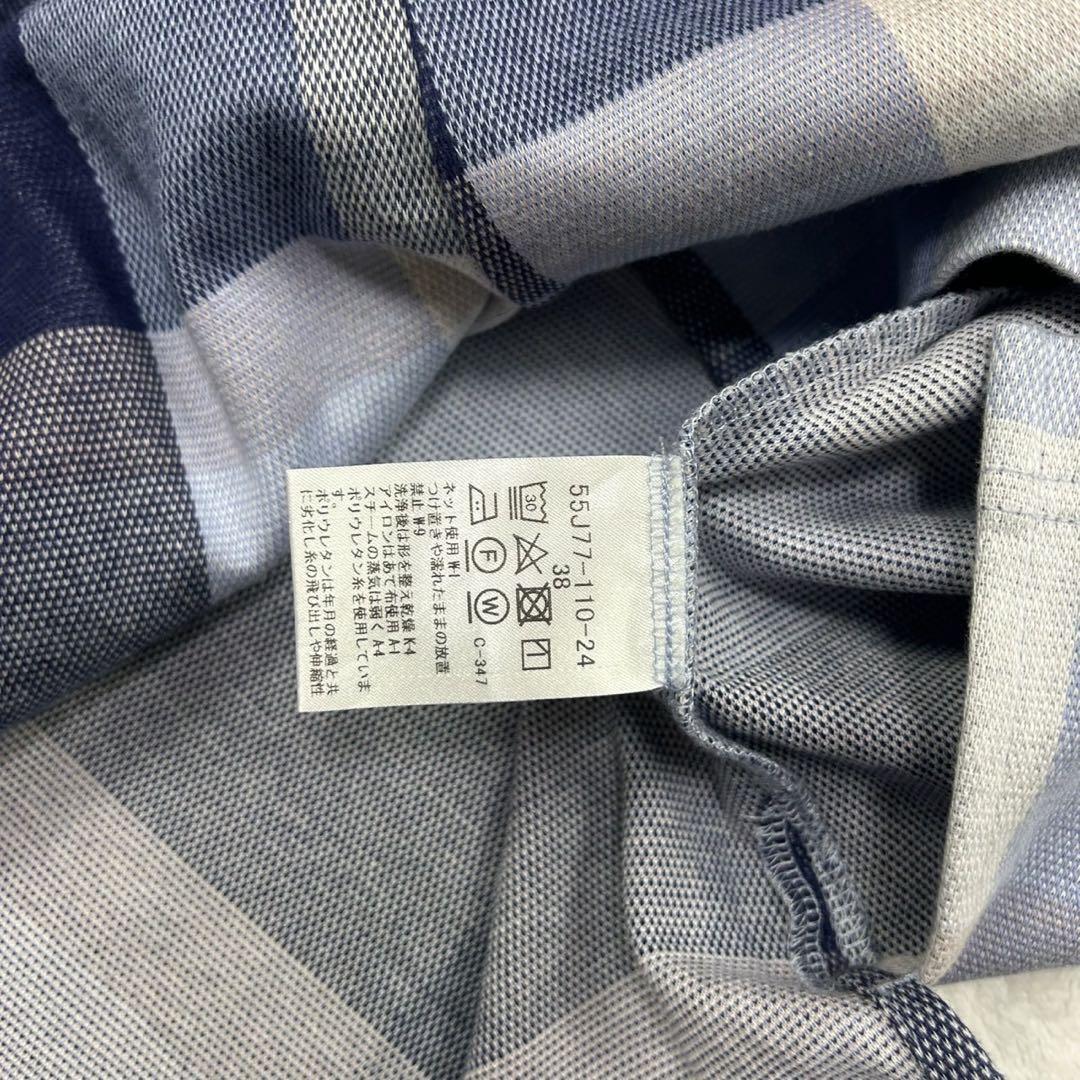 55J77-110-24
38
30
F
W
C-347
ネット使用 W-1
つけ置きや濡れたままの放置
禁止 W-9
洗浄後は形を整え乾燥 K-4
アイロンはあて布使用 A-1
スチームの蒸気は弱く A-4
ポリウレタン糸を使用していま
す。
ポリウレタンは年月の経過と共
に劣化し糸の飛び出しや伸縮性